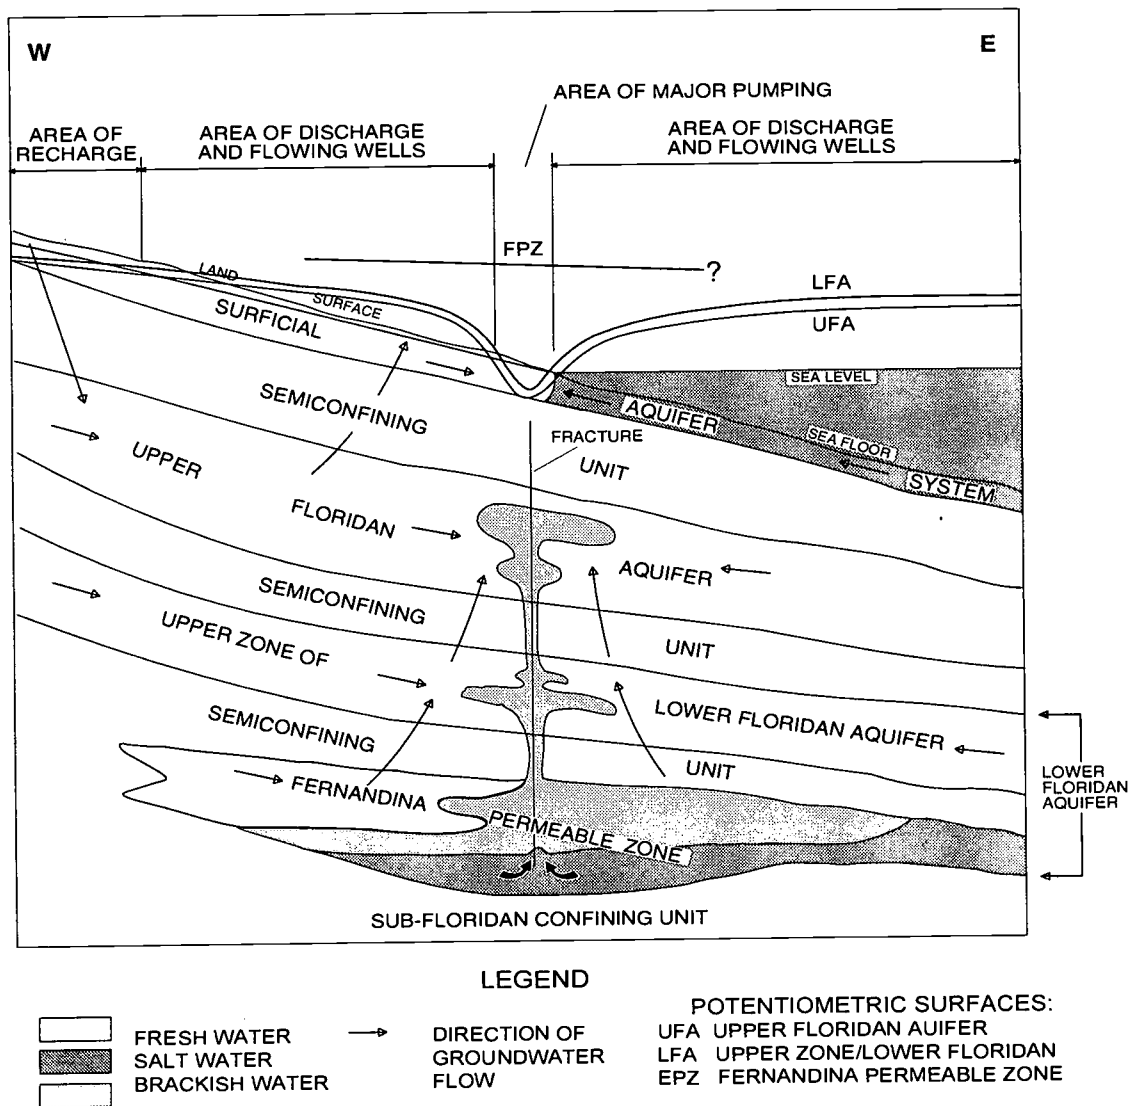 W
E
AREA OF MAJOR PUMPING
AREA OF
RECHARGE
AREA OF DISCHARGE
AND FLOWING WELLS
AREA OF DISCHARGE
AND FLOWING WELLS
FPZ
?
LAND
SURFACE
LFA
UFA
SURFICIAL
SEA LEVEL
AQUIFER
SEA FLOOR
SYSTEM
SEMICONFINING
FRACTURE
UNIT
UPPER
FLORIDAN
AQUIFER
SEMICONFINING
UNIT
UPPER ZONE OF
LOWER FLORIDAN AQUIFER
SEMICONFINING
UNIT
LOWER
FLORIDAN
AQUIFER
FERNANDINA
PERMEABLE ZONE
SUB-FLORIDAN CONFINING UNIT
LEGEND
FRESH WATER
SALT WATER
BRACKISH WATER
DIRECTION OF
GROUNDWATER
FLOW
POTENTIOMETRIC SURFACES:
UFA UPPER FLORIDAN AUIFER
LFA UPPER ZONE/LOWER FLORIDAN
EPZ FERNANDINA PERMEABLE ZONE